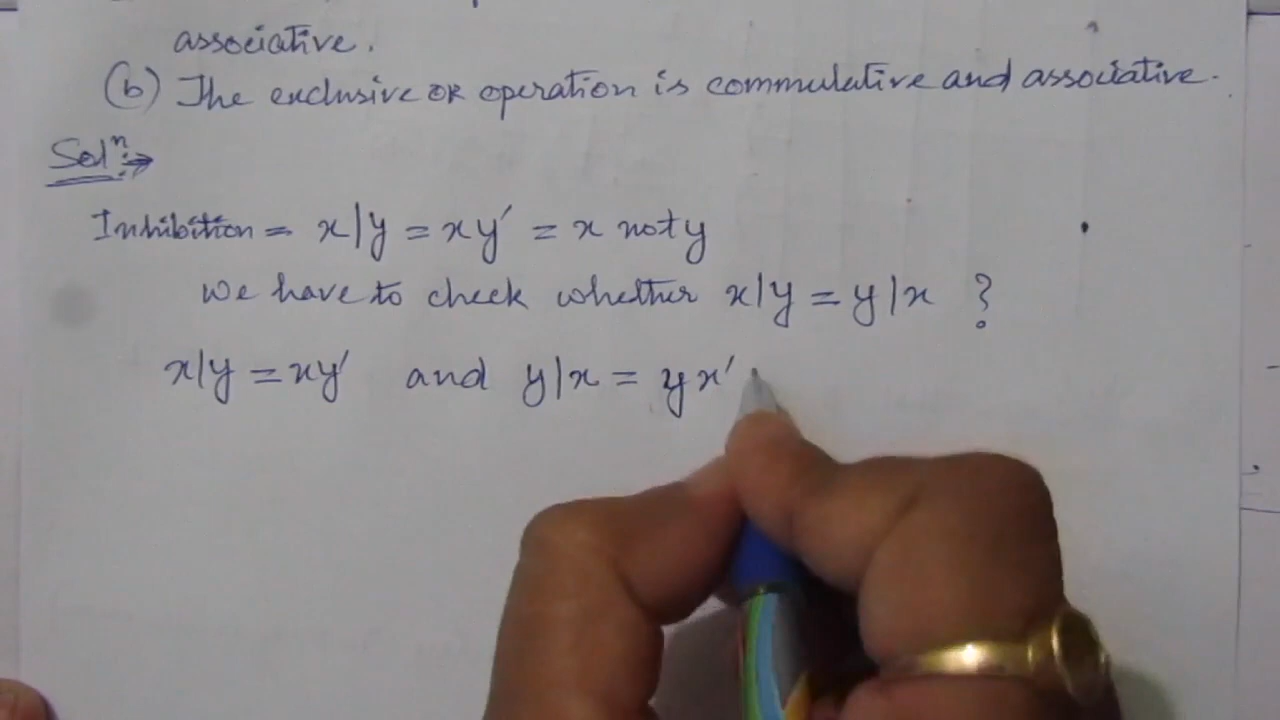 associative.
(b) The exclusive OR operation is commulative and associative.
Solⁿ:→
Inhibition = x/y = xy′ = x not y
We have to check whether x/y = y/x ?
x/y = xy′ and y/x = yx′